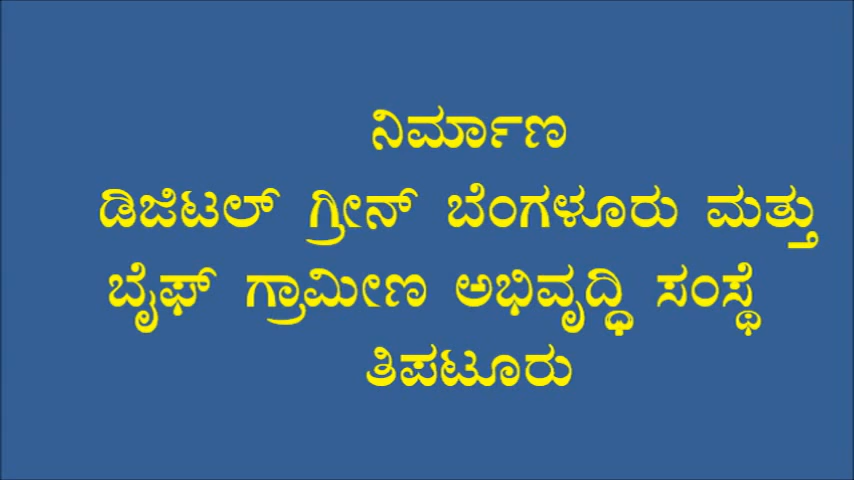 ನಿರ್ಮಾಣ
ಡಿಜಿಟಲ್ ಗ್ರೀನ್ ಬೆಂಗಳೂರು ಮತ್ತು
ಬೈಫ್ ಗ್ರಾಮೀಣ ಅಭಿವೃದ್ಧಿ ಸಂಸ್ಥೆ
ತಿಪಟೂರು